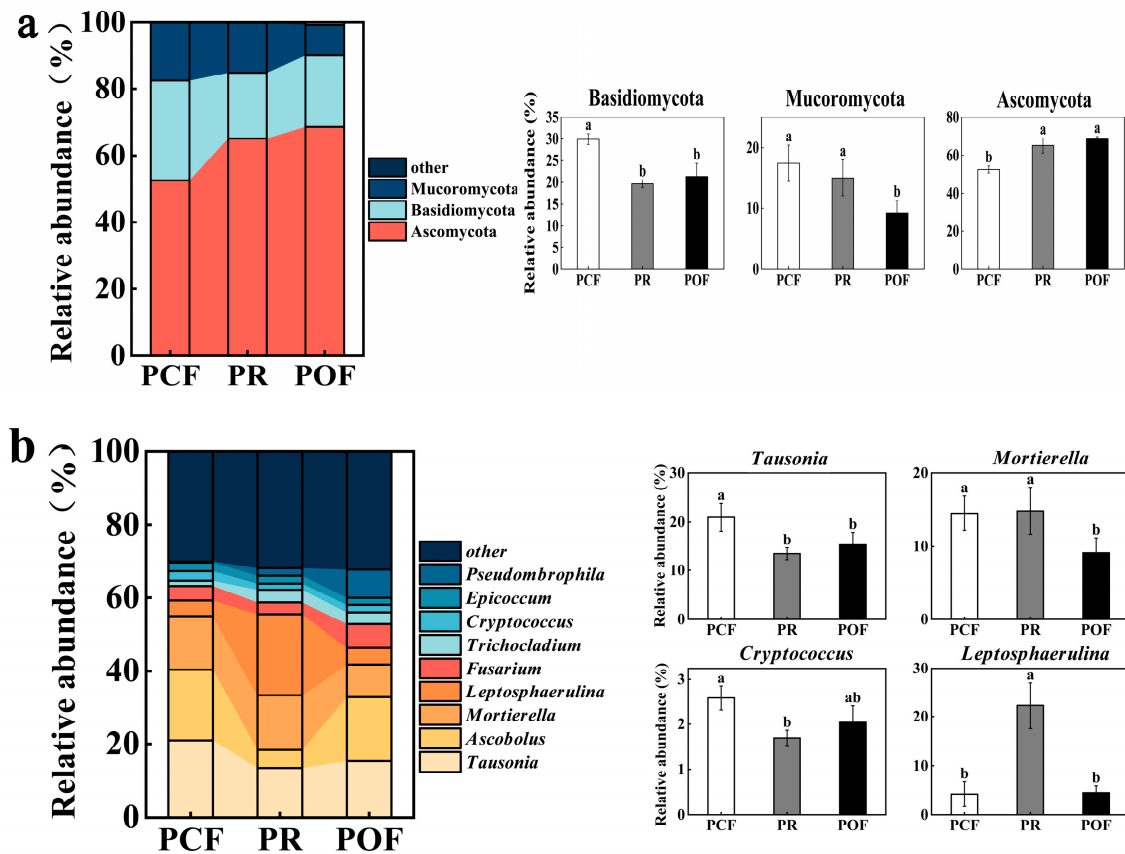 a
Relative abundance（%）
100
80
60
40
20
0
PCF PR POF
other
Mucoromycota
Basidiomycota
Ascomycota
Basidiomycota
Relative abundance (%)
35
30
25
20
15
10
5
0
a
b
b
PCF PR POF
Mucoromycota
20
10
0
a
a
b
PCF PR POF
Ascomycota
80
60
40
20
0
b
a
a
PCF PR POF
b
Relative abundance（%）
100
80
60
40
20
0
PCF PR POF
other
Pseudombrophila
Epicoccum
Cryptococcus
Trichocladium
Fusarium
Leptosphaerulina
Mortierella
Ascobolus
Tausonia
Tausonia
Relative abundance (%)
30
20
10
0
a
b
b
PCF PR POF
Mortierella
20
10
0
a
a
b
PCF PR POF
Cryptococcus
Relative abundance (%)
3
2
1
0
a
b
ab
PCF PR POF
Leptosphaerulina
30
20
10
0
b
a
b
PCF PR POF